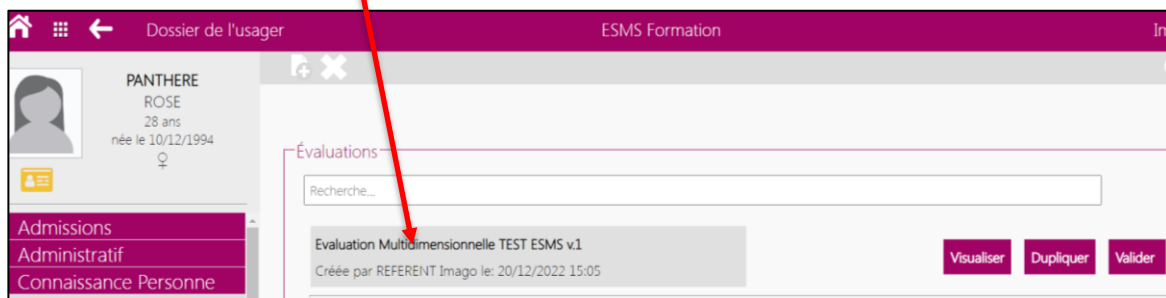 Dossier de l'usager
ESMS Formation
PANTHERE
ROSE
28 ans
née le 10/12/1994
Évaluations
Recherche...
Admissions
Administratif
Connaissance Personne
Evaluation Multidimensionnelle TEST ESMS v.1
Créée par REFERENT Imago le: 20/12/2022 15:05
Visualiser
Dupliquer
Valider